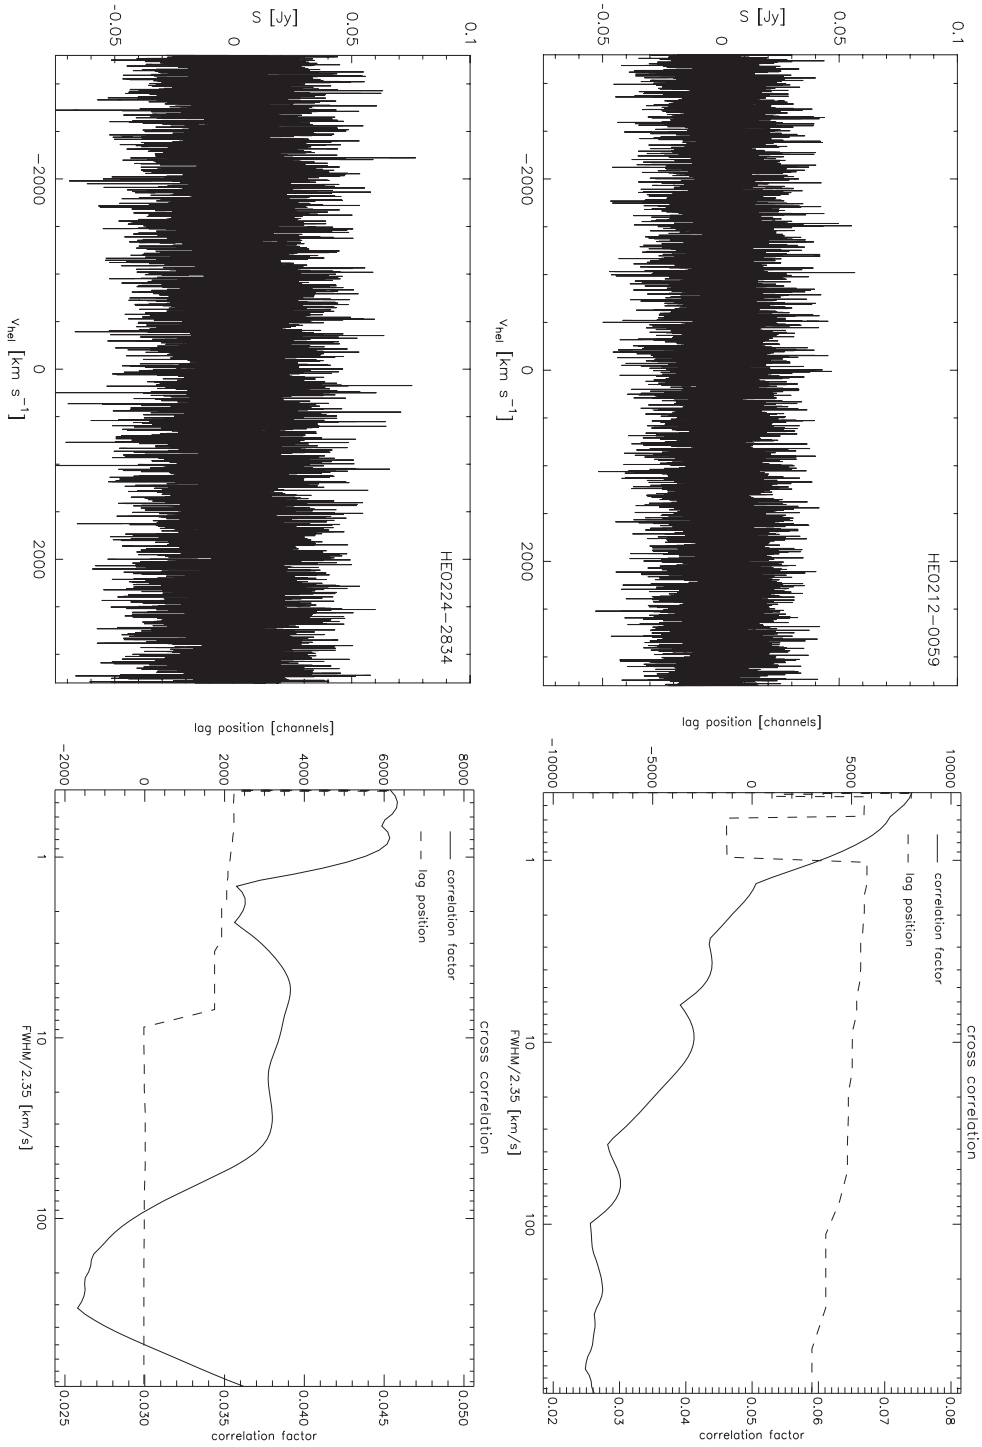 HE0212−0059
S [Jy]
0.1
0.05
0
−0.05
−2000
0
2000
v_hel [km s⁻¹]
cross correlation
lag position [channels]
10000
5000
0
−5000
−10000
correlation factor
lag position
1
10
100
FWHM/2.35 [km/s]
0.08
0.07
0.06
0.05
0.04
0.03
0.02
correlation factor
HE0224−2834
S [Jy]
0.1
0.05
0
−0.05
−2000
0
2000
v_hel [km s⁻¹]
cross correlation
lag position [channels]
8000
6000
4000
2000
0
−2000
correlation factor
lag position
1
10
100
FWHM/2.35 [km/s]
0.050
0.045
0.040
0.035
0.030
0.025
correlation factor